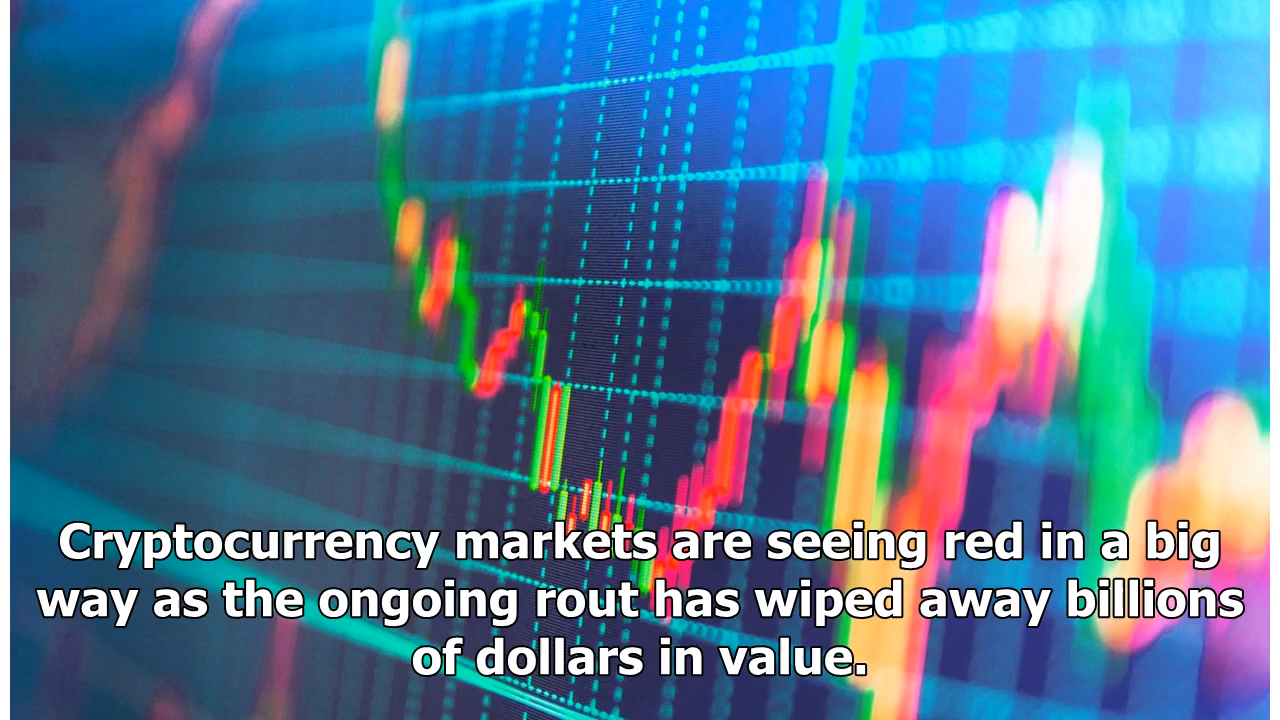 Cryptocurrency markets are seeing red in a big
way as the ongoing rout has wiped away billions
of dollars in value.